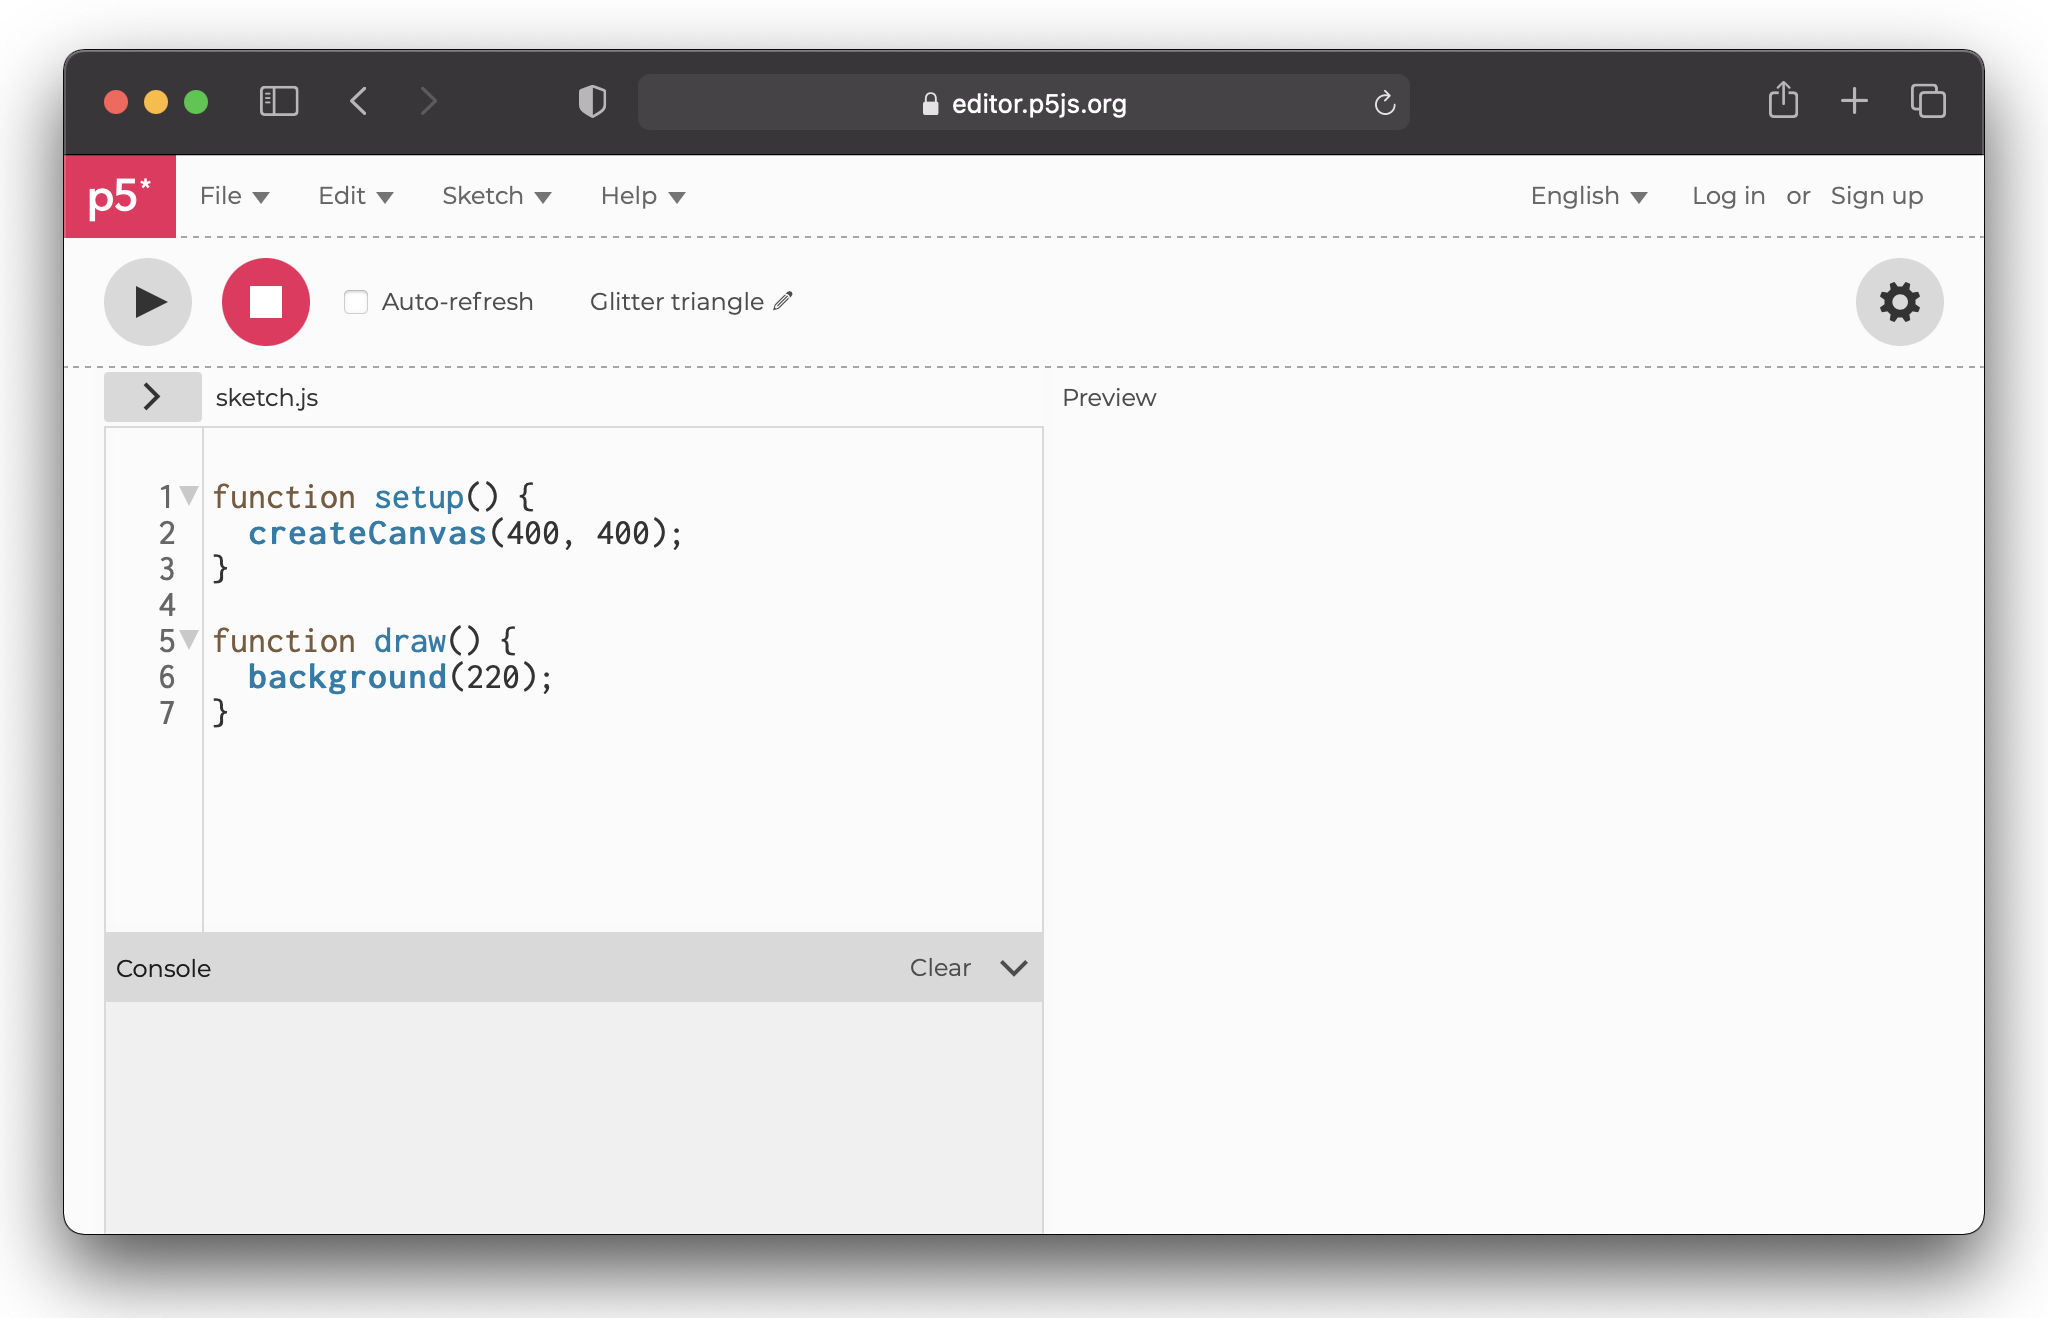 editor.p5js.org
p5* File Edit Sketch Help English Log in or Sign up
Auto-refresh Glitter triangle
sketch.js Preview
1 function setup() {
2   createCanvas(400, 400);
3 }
4
5 function draw() {
6   background(220);
7 }
Console Clear